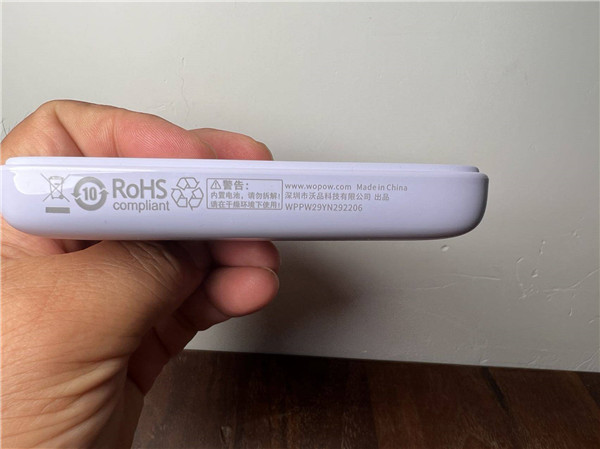 10
RoHS
compliant
⚠警告：
内置电池，请勿拆解！
请在干燥环境下使用！
www.wopow.com Made in China
深圳市沃品科技有限公司 出品
WPPW29YN292206